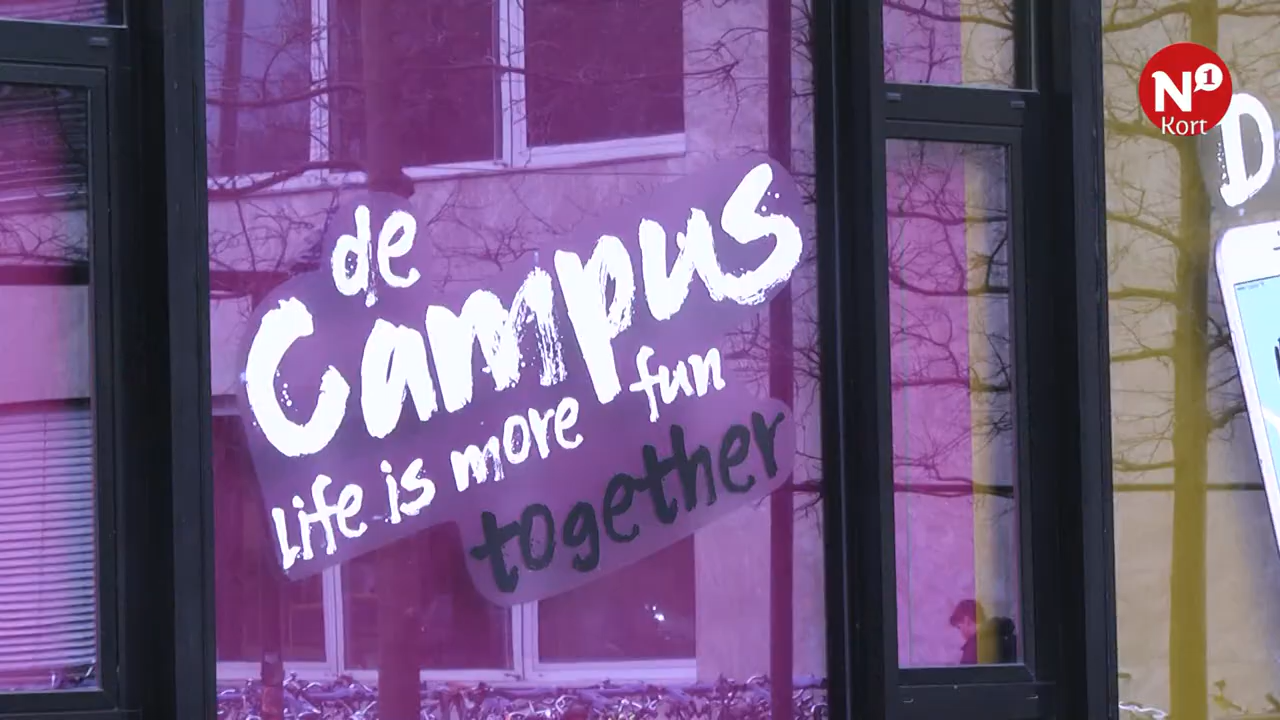 N1
Kort
D
de
Campus
Life is more fun
together